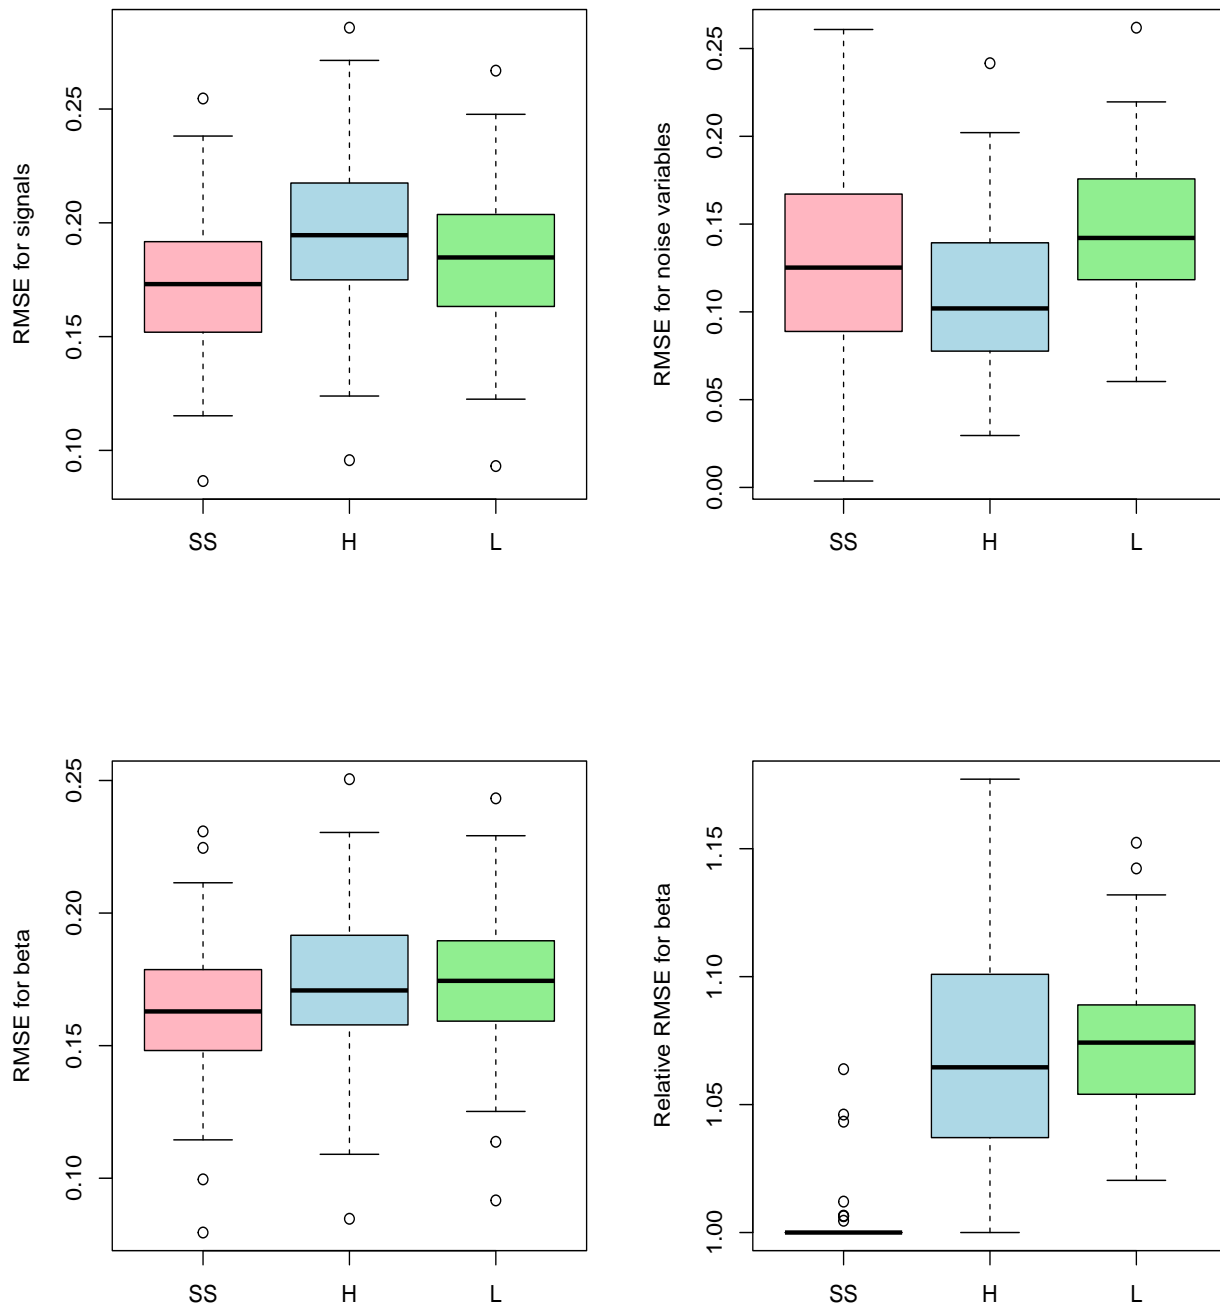 RMSE for signals
0.25
0.20
0.15
0.10
SS H L
RMSE for noise variables
0.25
0.20
0.15
0.10
0.05
0.00
SS H L
RMSE for beta
0.25
0.20
0.15
0.10
SS H L
Relative RMSE for beta
1.15
1.10
1.05
1.00
SS H L